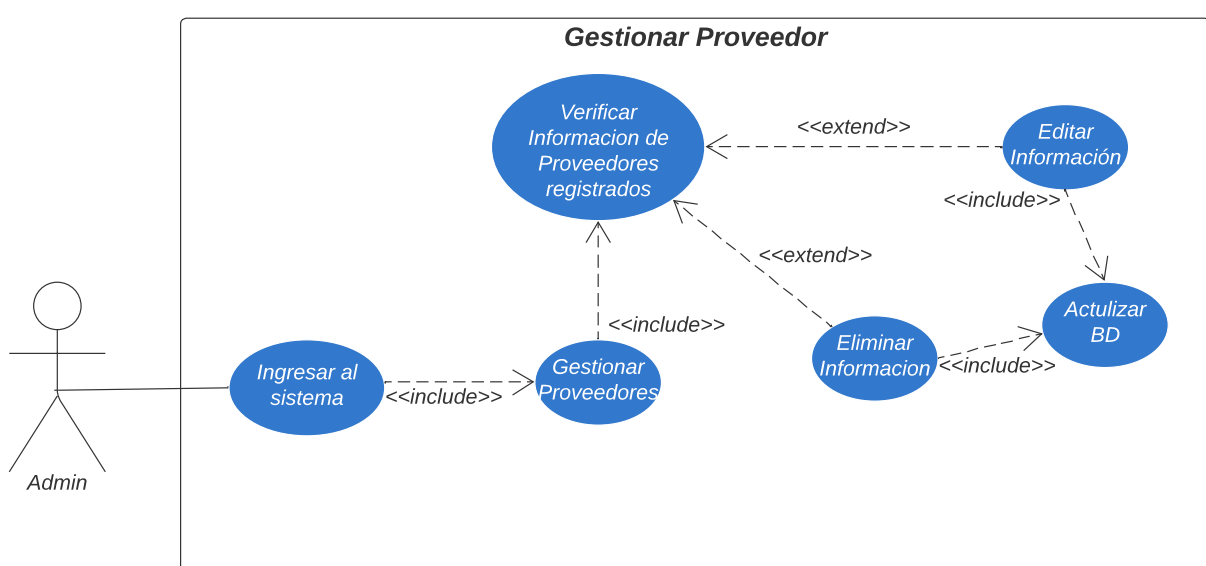 Gestionar Proveedor
Verificar
Informacion de
Proveedores
registrados
<<extend>>
Editar
Información
<<include>>
<<extend>>
Actulizar
BD
<<include>>
Eliminar
Informacion
<<include>>
Gestionar
Proveedores
Ingresar al
sistema
<<include>>
Admin